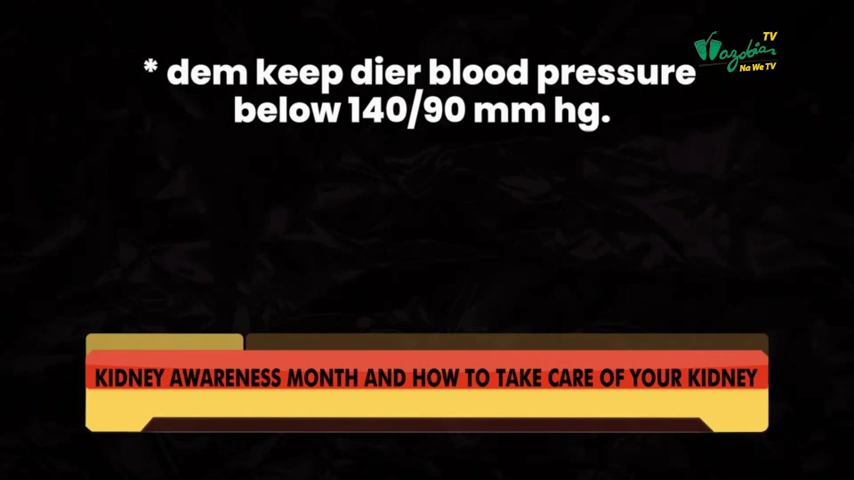 * dem keep dier blood pressure
below 140/90 mm hg.
Wazobia
TV
Na We TV
KIDNEY AWARENESS MONTH AND HOW TO TAKE CARE OF YOUR KIDNEY